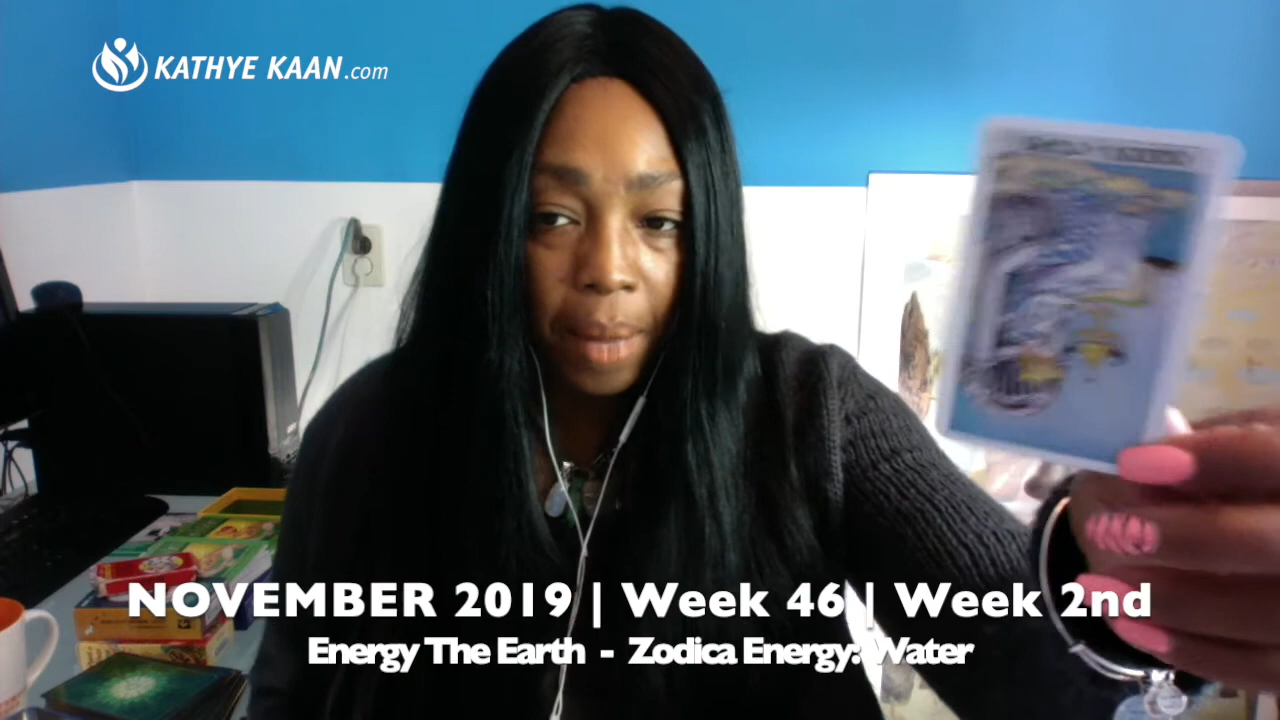 KATHYE KAAN.com
NOVEMBER 2019 | Week 46 | Week 2nd
Energy The Earth - Zodica Energy: Water